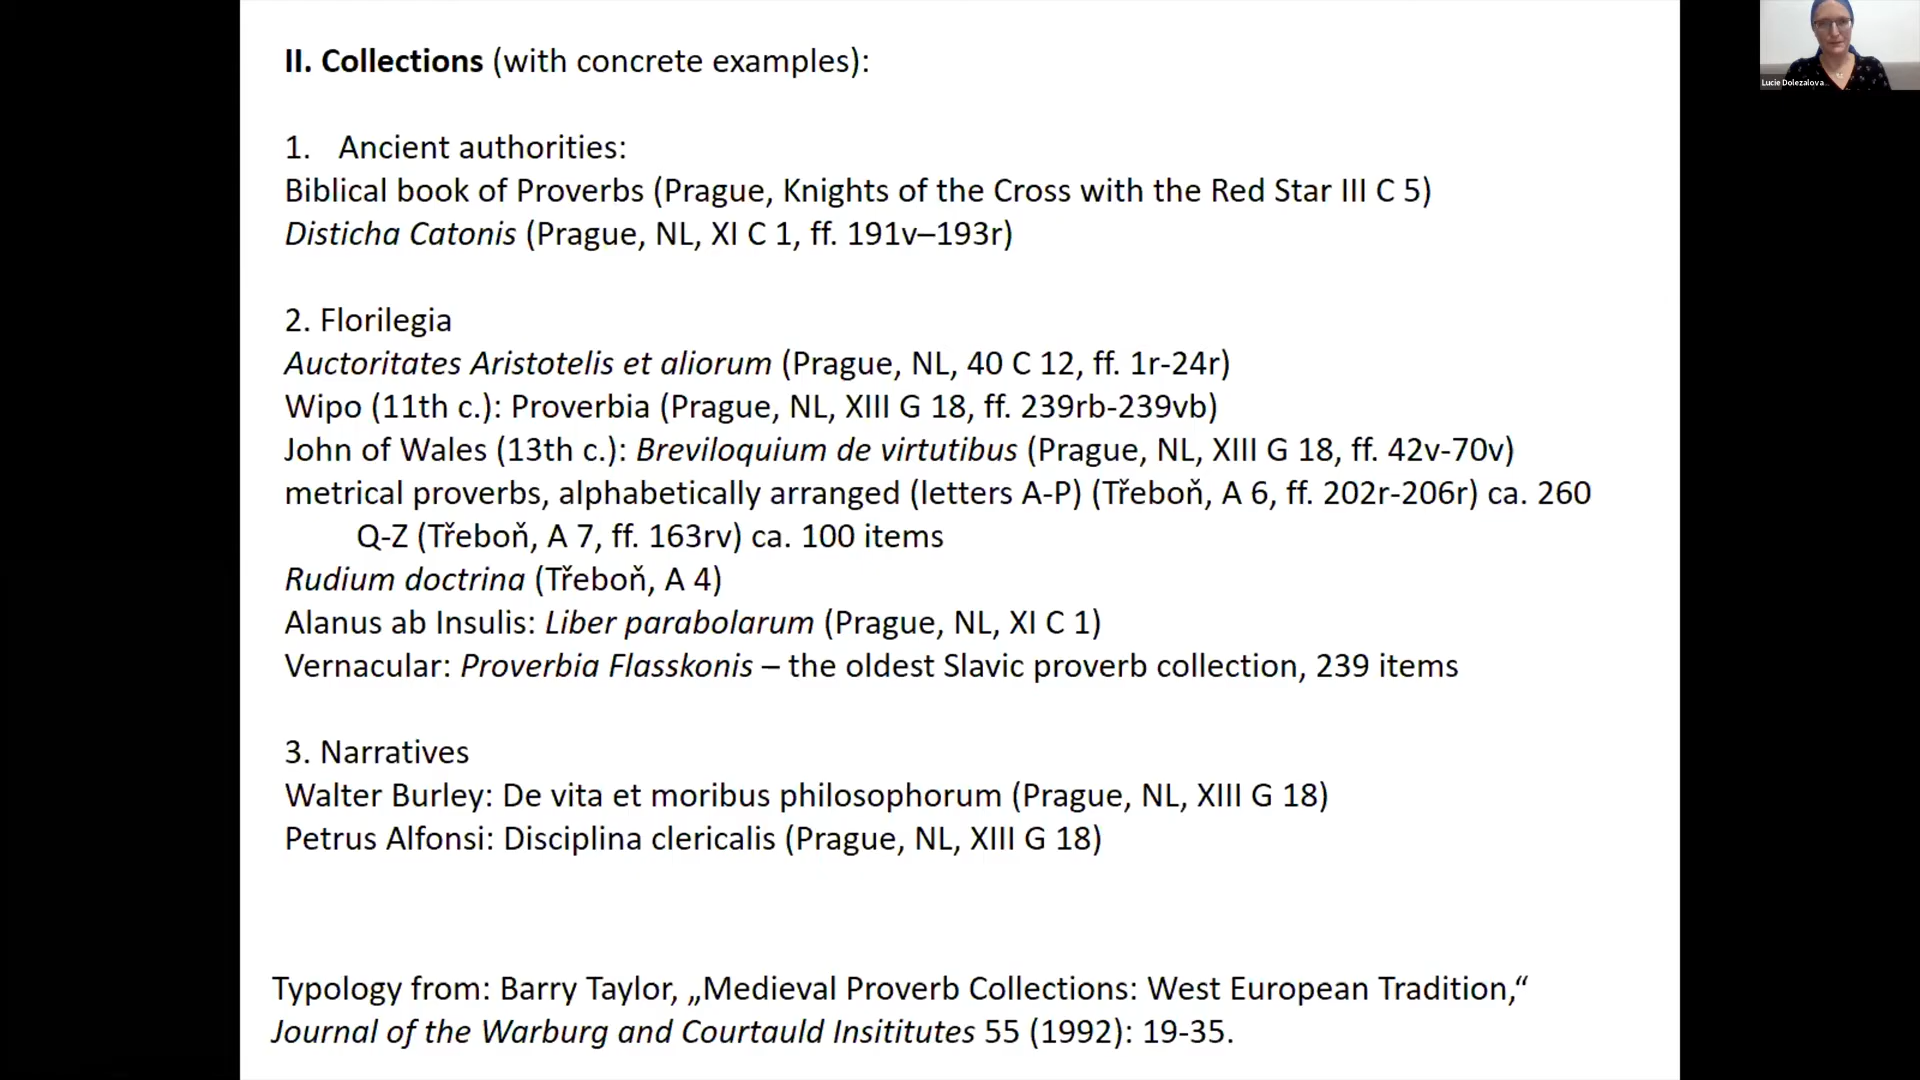 II. Collections (with concrete examples):
1. Ancient authorities:
Biblical book of Proverbs (Prague, Knights of the Cross with the Red Star III C 5)
Disticha Catonis (Prague, NL, XI C 1, ff. 191v–193r)
2. Florilegia
Auctoritates Aristotelis et aliorum (Prague, NL, 40 C 12, ff. 1r-24r)
Wipo (11th c.): Proverbia (Prague, NL, XIII G 18, ff. 239rb-239vb)
John of Wales (13th c.): Breviloquium de virtutibus (Prague, NL, XIII G 18, ff. 42v-70v)
metrical proverbs, alphabetically arranged (letters A-P) (Třeboň, A 6, ff. 202r-206r) ca. 260
Q-Z (Třeboň, A 7, ff. 163rv) ca. 100 items
Rudium doctrina (Třeboň, A 4)
Alanus ab Insulis: Liber parabolarum (Prague, NL, XI C 1)
Vernacular: Proverbia Flasskonis – the oldest Slavic proverb collection, 239 items
3. Narratives
Walter Burley: De vita et moribus philosophorum (Prague, NL, XIII G 18)
Petrus Alfonsi: Disciplina clericalis (Prague, NL, XIII G 18)
Typology from: Barry Taylor, „Medieval Proverb Collections: West European Tradition,“
Journal of the Warburg and Courtauld Insititutes 55 (1992): 19-35.
Lucie Dolezalova...